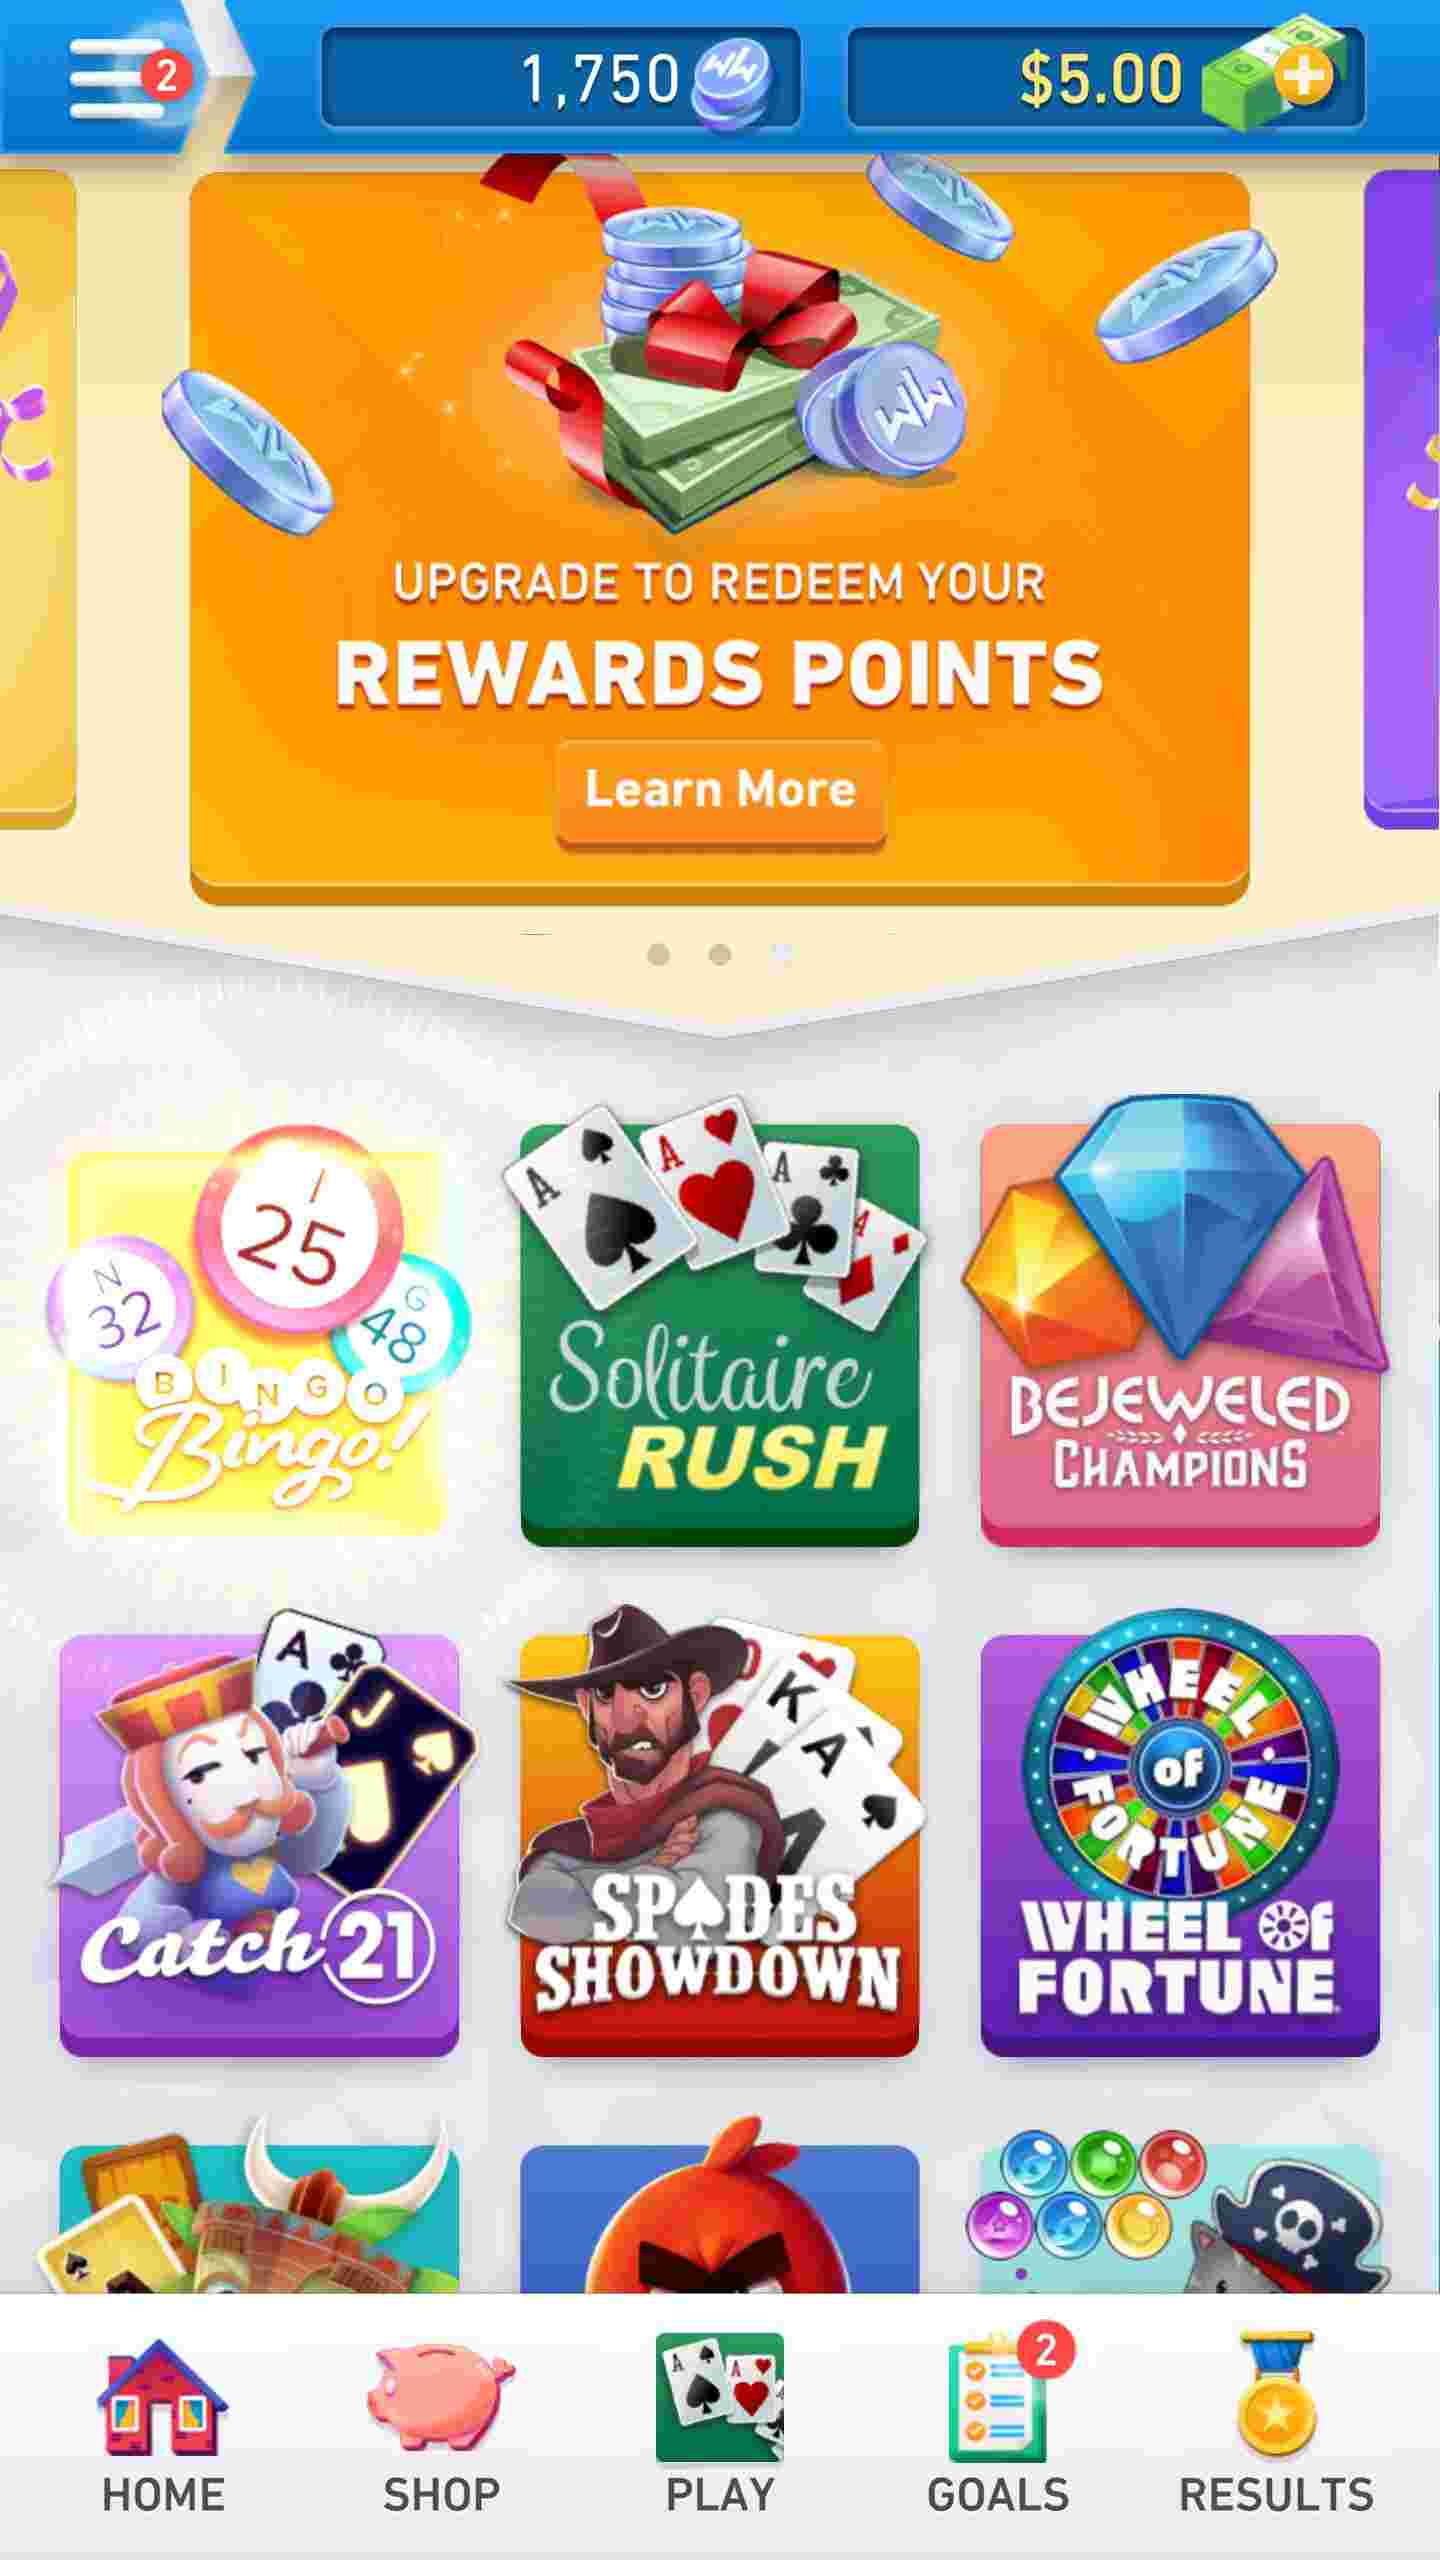 2
1,750
$5.00
UPGRADE TO REDEEM YOUR
REWARDS POINTS
Learn More
I
25
N
32
G
48
BINGO
Bingo!
A
A
A
A
Solitaire
RUSH
BEJEWELED
CHAMPIONS
A
J
Catch 21
K
A
A
SPADES
SHOWDOWN
WHEEL
of
FORTUNE
WHEEL OF
FORTUNE
A
A
2
HOME
SHOP
PLAY
GOALS
RESULTS